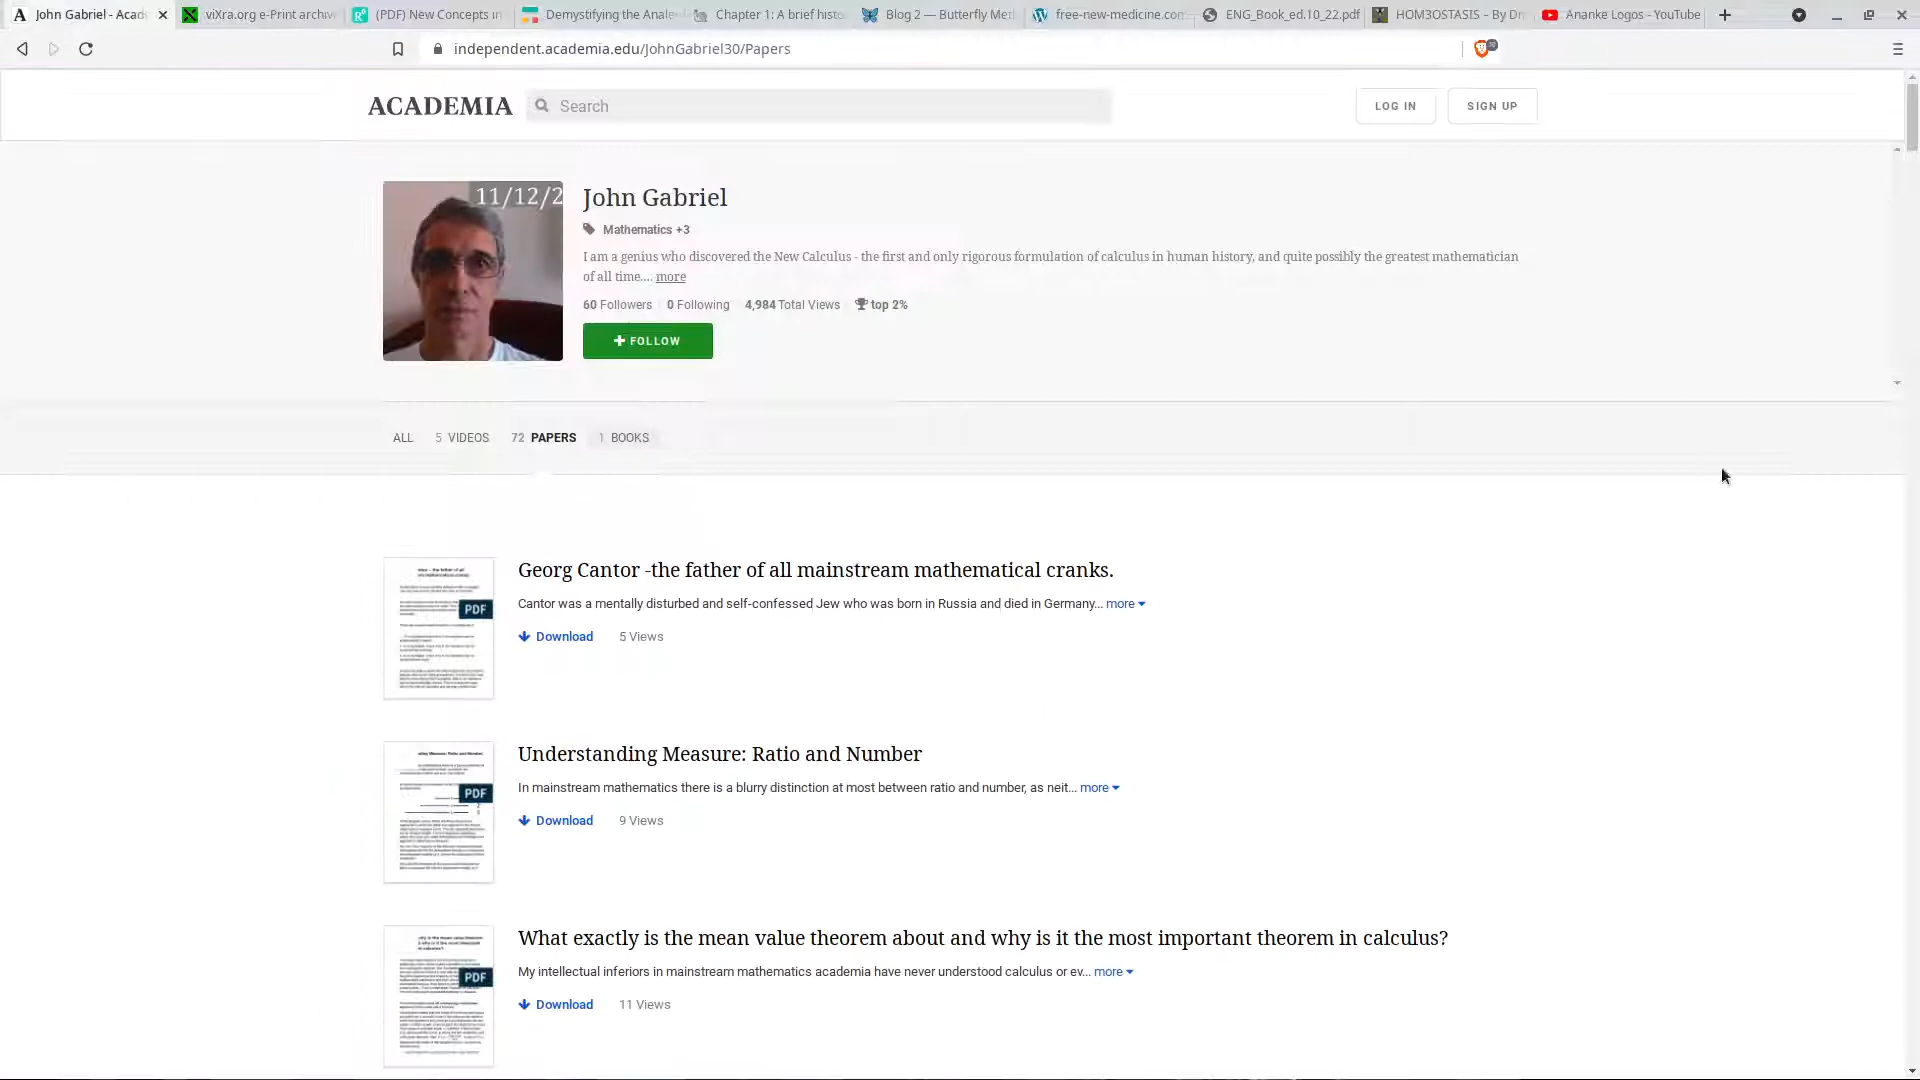 John Gabriel - Acad
viXra.org e-Print archiv
(PDF) New Concepts in
Demystifying the Anale
Chapter 1: A brief histo
Blog 2 — Butterfly Met
free-new-medicine.com
ENG_Book_ed.10_22.pdf
HOM3OSTASIS – By Dr
Ananke Logos - YouTube
independent.academia.edu/JohnGabriel30/Papers
ACADEMIA
Search
LOG IN
SIGN UP
11/12/2
John Gabriel
Mathematics +3
I am a genius who discovered the New Calculus - the first and only rigorous formulation of calculus in human history, and quite possibly the greatest mathematician
of all time.... more
60 Followers 0 Following 4,984 Total Views top 2%
FOLLOW
ALL 5 VIDEOS 72 PAPERS 1 BOOKS
Georg Cantor -the father of all mainstream mathematical cranks.
Cantor was a mentally disturbed and self-confessed Jew who was born in Russia and died in Germany... more
PDF
Download 5 Views
Understanding Measure: Ratio and Number
In mainstream mathematics there is a blurry distinction at most between ratio and number, as neit... more
PDF
Download 9 Views
What exactly is the mean value theorem about and why is it the most important theorem in calculus?
My intellectual inferiors in mainstream mathematics academia have never understood calculus or ev... more
PDF
Download 11 Views